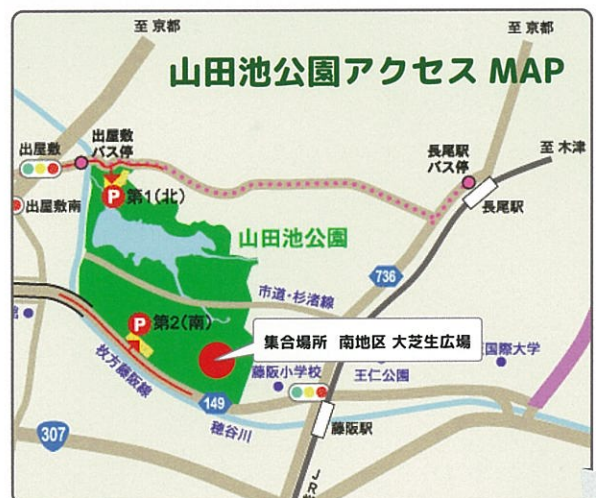 至 京都
至 京都
山田池公園アクセス MAP
出屋敷
出屋敷
バス停
長尾駅
バス停
至 木津
P 第1(北)
長尾駅
出屋敷南
山田池公園
736
市道・杉渚線
P 第2(南)
集合場所 南地区 大芝生広場
枚方藤阪線
藤阪小学校
王仁公園
国際大学
149
穂谷川
藤阪駅
307
JR